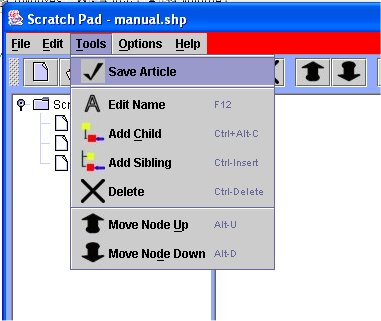 Scratch Pad - manual.shp
File Edit Tools Options Help
Save Article
Edit Name F12
Add Child Ctrl+Alt-C
Add Sibling Ctrl-Insert
Delete Ctrl-Delete
Move Node Up Alt-U
Move Node Down Alt-D
Scr